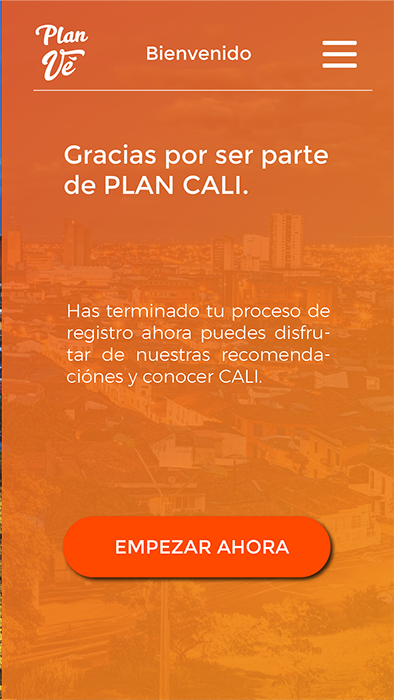 Plan
Ve
Bienvenido
Gracias por ser parte
de PLAN CALI.
Has terminado tu proceso de
registro ahora puedes disfru-
tar de nuestras recomenda-
ciónes y conocer CALI.
EMPEZAR AHORA